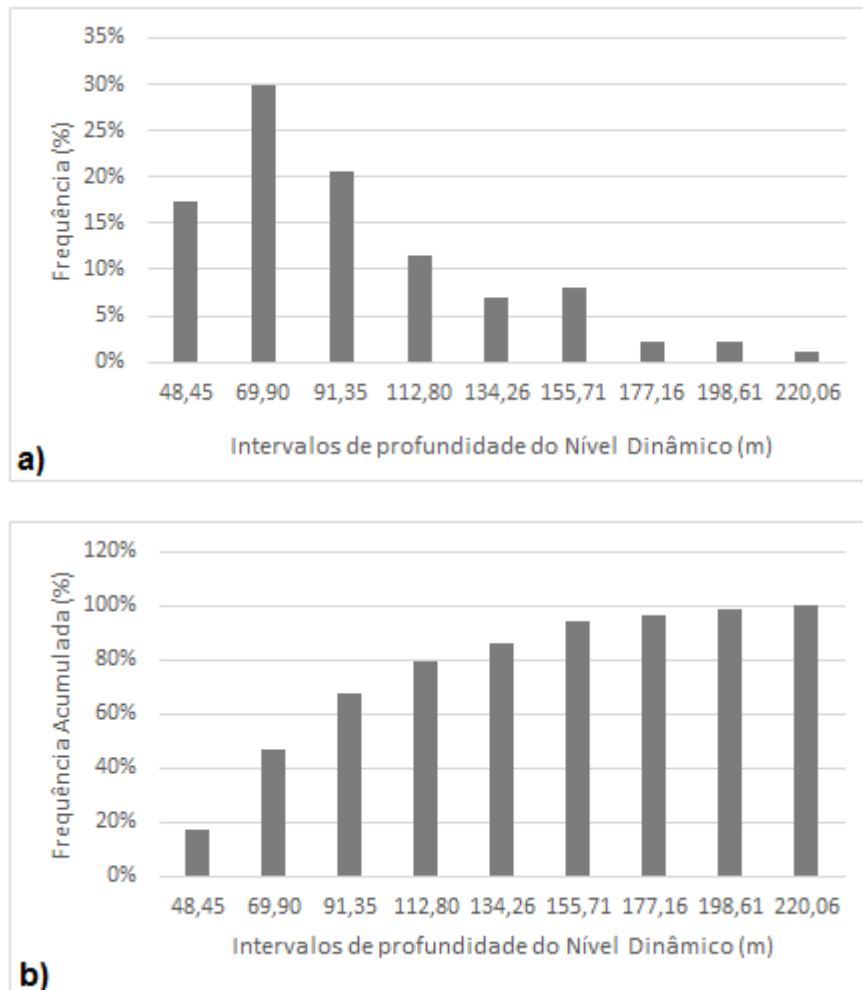 35%
30%
25%
20%
15%
10%
5%
0%
Frequência (%)
48,45 69,90 91,35 112,80 134,26 155,71 177,16 198,61 220,06
Intervalos de profundidade do Nível Dinâmico (m)
a)
120%
100%
80%
60%
40%
20%
0%
Frequência Acumulada (%)
48,45 69,90 91,35 112,80 134,26 155,71 177,16 198,61 220,06
Intervalos de profundidade do Nível Dinâmico (m)
b)